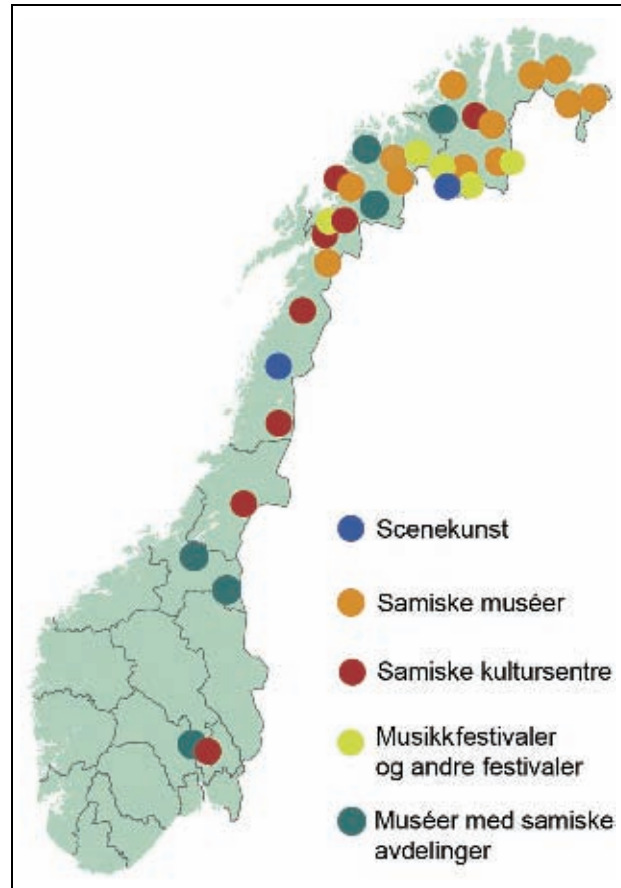 Scenekunst
Samiske muséer
Samiske kultursentre
Musikkfestivaler
og andre festivaler
Muséer med samiske
avdelinger